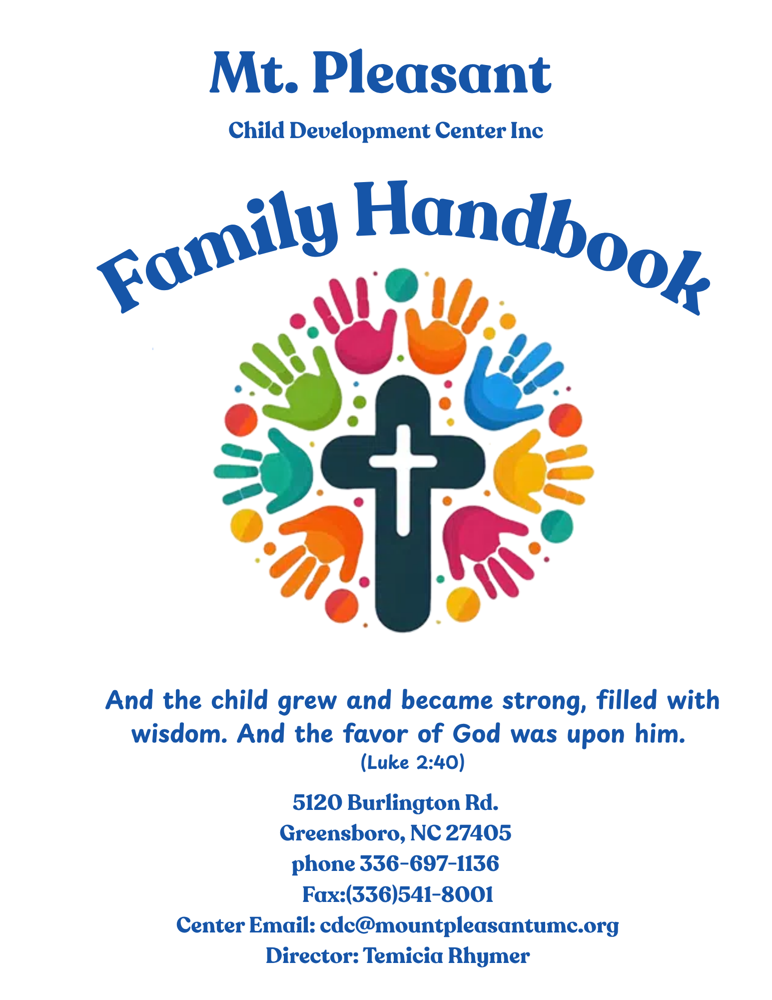 Mt. Pleasant
Child Development Center Inc
Family Handbook
And the child grew and became strong, filled with
wisdom. And the favor of God was upon him.
(Luke 2:40)
5120 Burlington Rd.
Greensboro, NC 27405
phone 336-697-1136
Fax:(336)541-8001
Center Email: cdc@mountpleasantumc.org
Director: Temicia Rhymer